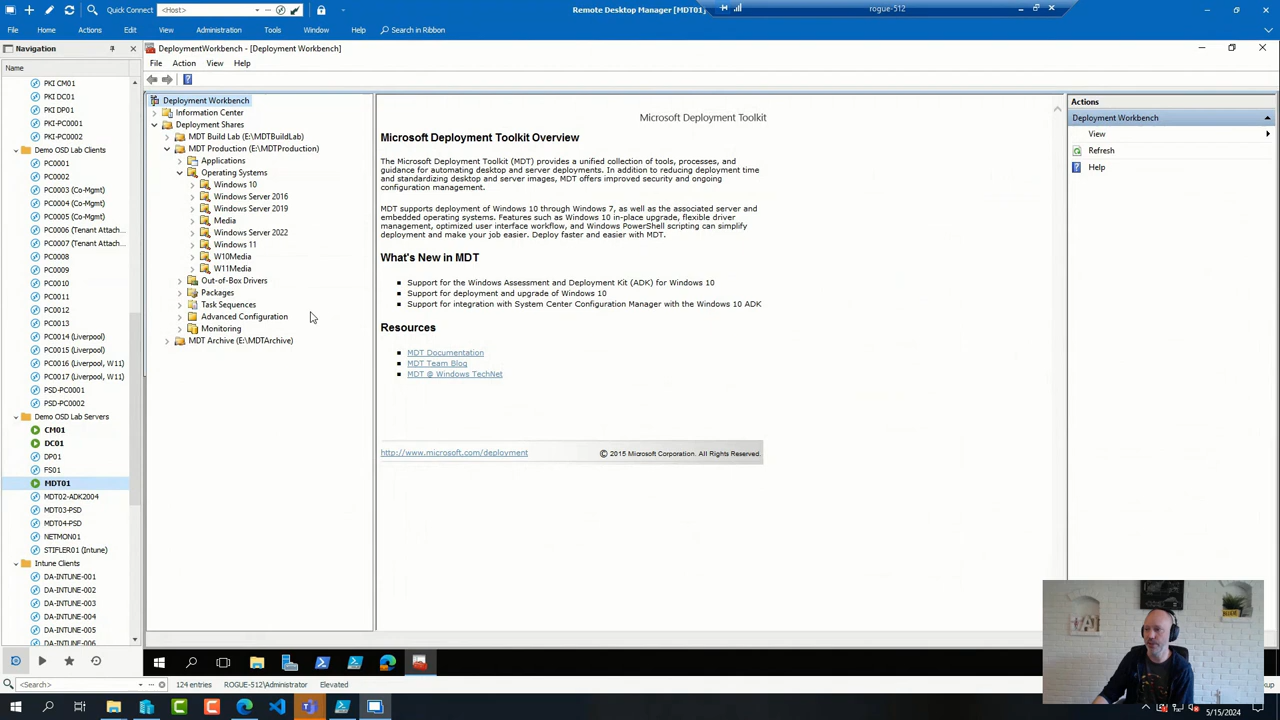 Quick Connect <Host>
Remote Desktop Manager [MDT01]
rogue-512
File Home Actions Edit View Administration Tools Window Help Search in Ribbon
Navigation
Name
PKI CM01
PKI DC01
PKI DP01
PKI-PC0001
PKI-PC0002
Demo OSD Lab Clients
PC0001
PC0002
PC0003 (Co-Mgmt)
PC0004 (Co-Mgmt)
PC0005 (Co-Mgmt)
PC0006 (Tenant Attach...
PC0007 (Tenant Attach...
PC0008
PC0009
PC0010
PC0011
PC0012
PC0013
PC0014 (Liverpool)
PC0015 (Liverpool)
PC0016 (Liverpool, W11)
PC0017 (Liverpool, W11)
PSD-PC0001
PSD-PC0002
Demo OSD Lab Servers
CM01
DC01
DP01
FS01
MDT01
MDT02-ADK2004
MDT03-PSD
MDT04-PSD
NETMON01
STIFLER01 (Intune)
Intune Clients
DA-INTUNE-001
DA-INTUNE-002
DA-INTUNE-003
DA-INTUNE-004
DA-INTUNE-005
DA-INTUNE-006
DeploymentWorkbench - [Deployment Workbench]
File Action View Help
Deployment Workbench
Information Center
Deployment Shares
MDT Build Lab (E:\MDTBuildLab)
MDT Production (E:\MDTProduction)
Applications
Operating Systems
Windows 10
Windows Server 2016
Windows Server 2019
Media
Windows Server 2022
Windows 11
W10Media
W11Media
Out-of-Box Drivers
Packages
Task Sequences
Advanced Configuration
Monitoring
MDT Archive (E:\MDTArchive)
Microsoft Deployment Toolkit
Microsoft Deployment Toolkit Overview
The Microsoft Deployment Toolkit (MDT) provides a unified collection of tools, processes, and
guidance for automating desktop and server deployments. In addition to reducing deployment time
and standardizing desktop and server images, MDT offers improved security and ongoing
configuration management.
MDT supports deployment of Windows 10 through Windows 7, as well as the associated server and
embedded operating systems. Features such as Windows 10 in-place upgrade, flexible driver
management, optimized user interface workflow, and Windows PowerShell scripting can simplify
deployment and make your job easier. Deploy faster and easier with MDT.
What's New in MDT
Support for the Windows Assessment and Deployment Kit (ADK) for Windows 10
Support for deployment and upgrade of Windows 10
Support for integration with System Center Configuration Manager with the Windows 10 ADK
Resources
MDT Documentation
MDT Team Blog
MDT @ Windows TechNet
http://www.microsoft.com/deployment
© 2015 Microsoft Corporation. All Rights Reserved.
Actions
Deployment Workbench
View
Refresh
Help
<Search>
124 entries ROGUE-512\Administrator Elevated
5/15/2024